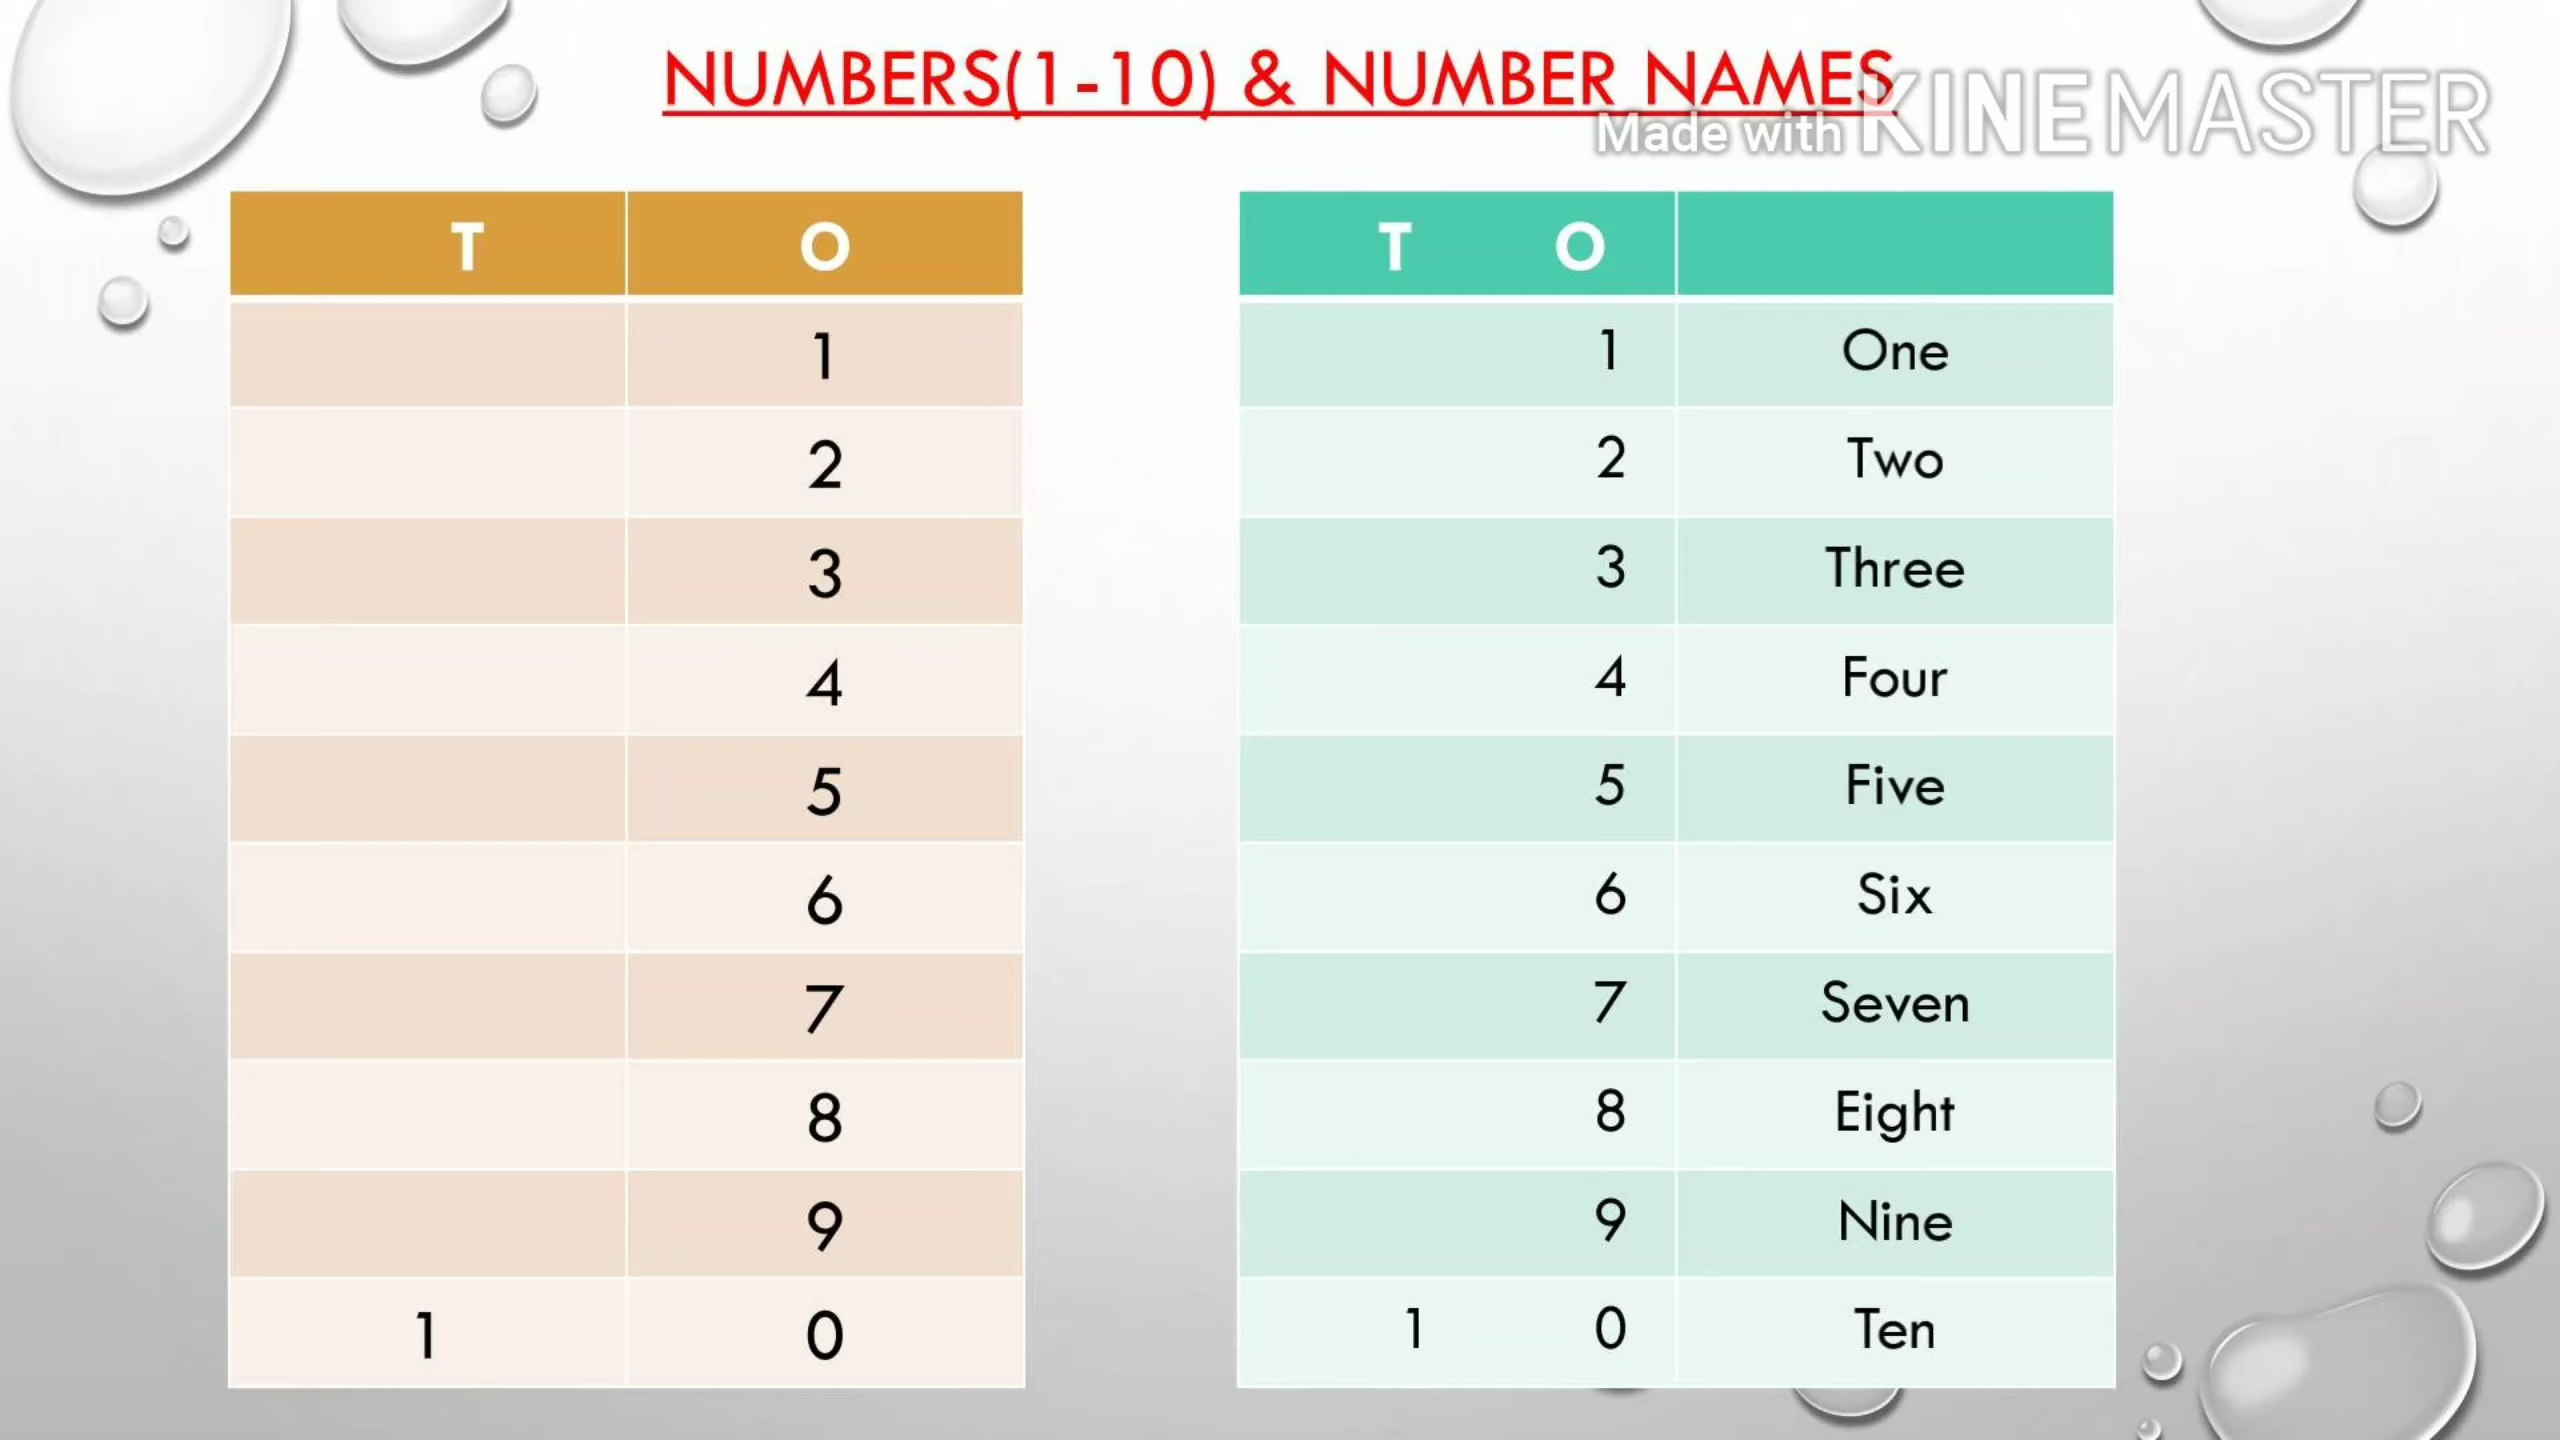 NUMBERS(1-10) & NUMBER NAMES
Made with KINEMASTER
T O
1
2
3
4
5
6
7
8
9
1 0
T O
1 One
2 Two
3 Three
4 Four
5 Five
6 Six
7 Seven
8 Eight
9 Nine
1 0 Ten